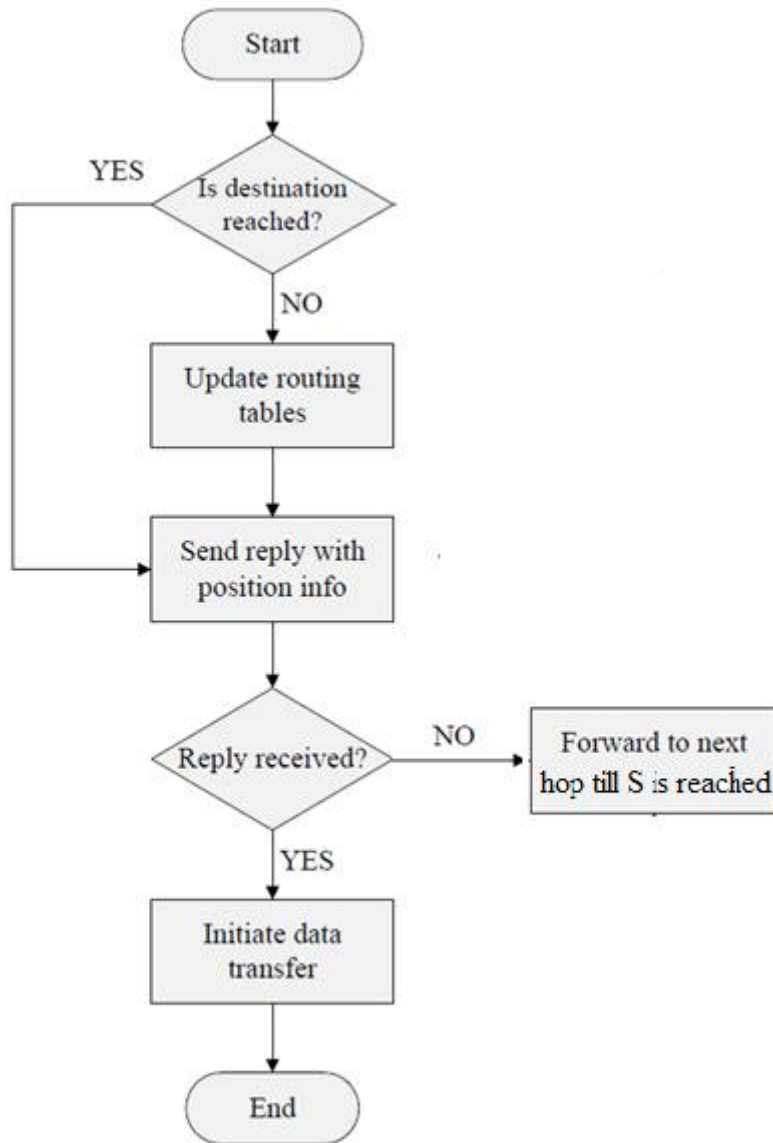 Start
YES
Is destination
reached?
NO
Update routing
tables
Send reply with
position info
Reply received?
NO
Forward to next
hop till S is reached
YES
Initiate data
transfer
End